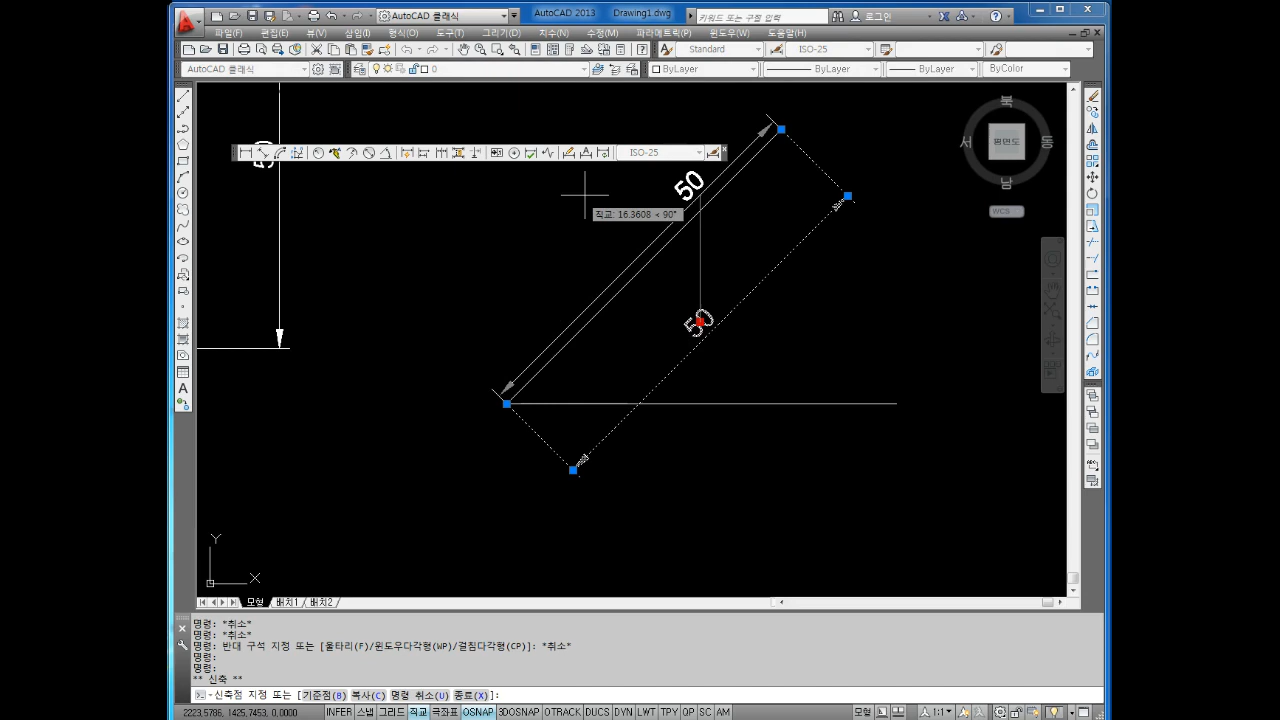 AutoCAD 클래식
AutoCAD 2013 Drawing1.dwg
키워드 또는 구절 입력
로그인
파일(F) 편집(E) 뷰(V) 삽입(I) 형식(O) 도구(T) 그리기(D) 치수(N) 수정(M) 파라메트릭(P) 윈도우(W) 도움말(H)
Standard ISO-25
AutoCAD 클래식 0 ByLayer ByLayer ByLayer ByColor
북
서 평면도 동
남
WCS
ISO-25
50
직교: 16.3608 < 90°
50
Y
X
모형 배치1 배치2
명령: *취소*
명령: *취소*
명령: 반대 구석 지정 또는 [울타리(F)/윈도우다각형(WP)/걸침다각형(CP)]: *취소*
명령:
명령:
** 신축 **
신축점 지정 또는 [기준점(B) 복사(C) 명령 취소(U) 종료(X)]:
2223.5786, 1425.7453, 0.0000 INFER 스냅 그리드 직교 극좌표 OSNAP 3DOSNAP OTRACK DUCS DYN LWT TPY QP SC AM 모형 1:1